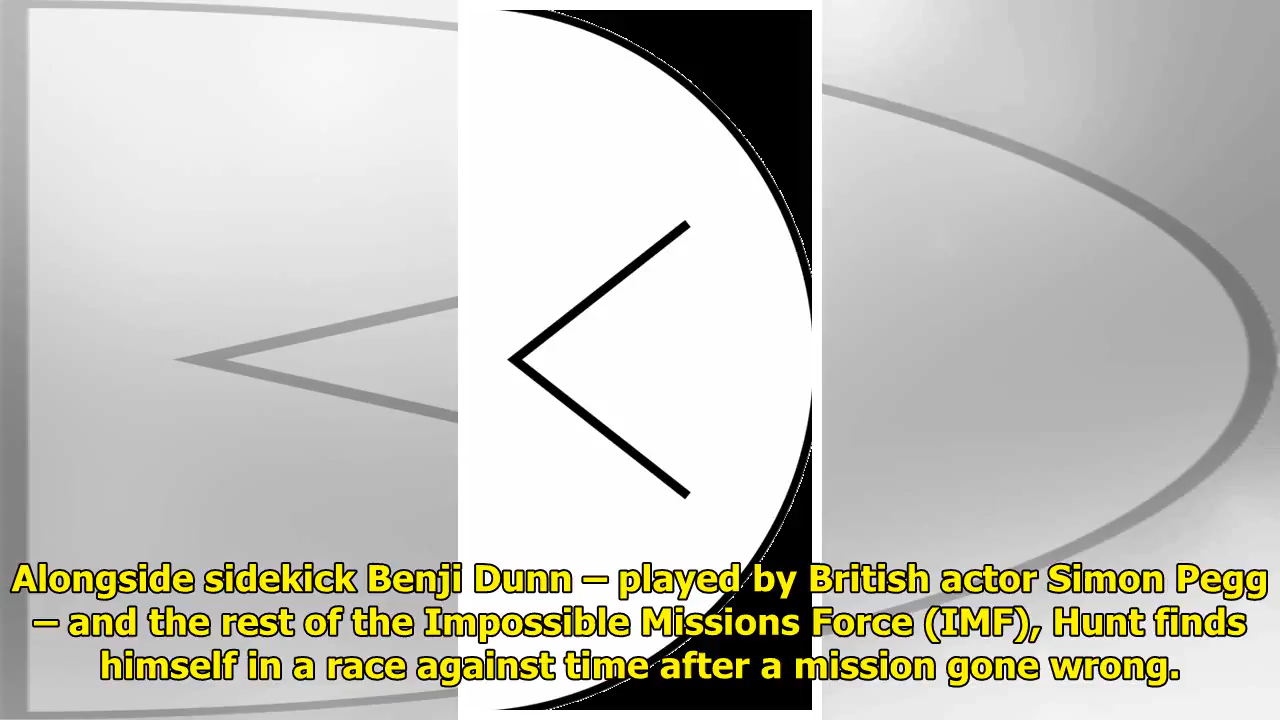 Alongside sidekick Benji Dunn – played by British actor Simon Pegg
– and the rest of the Impossible Missions Force (IMF), Hunt finds
himself in a race against time after a mission gone wrong.